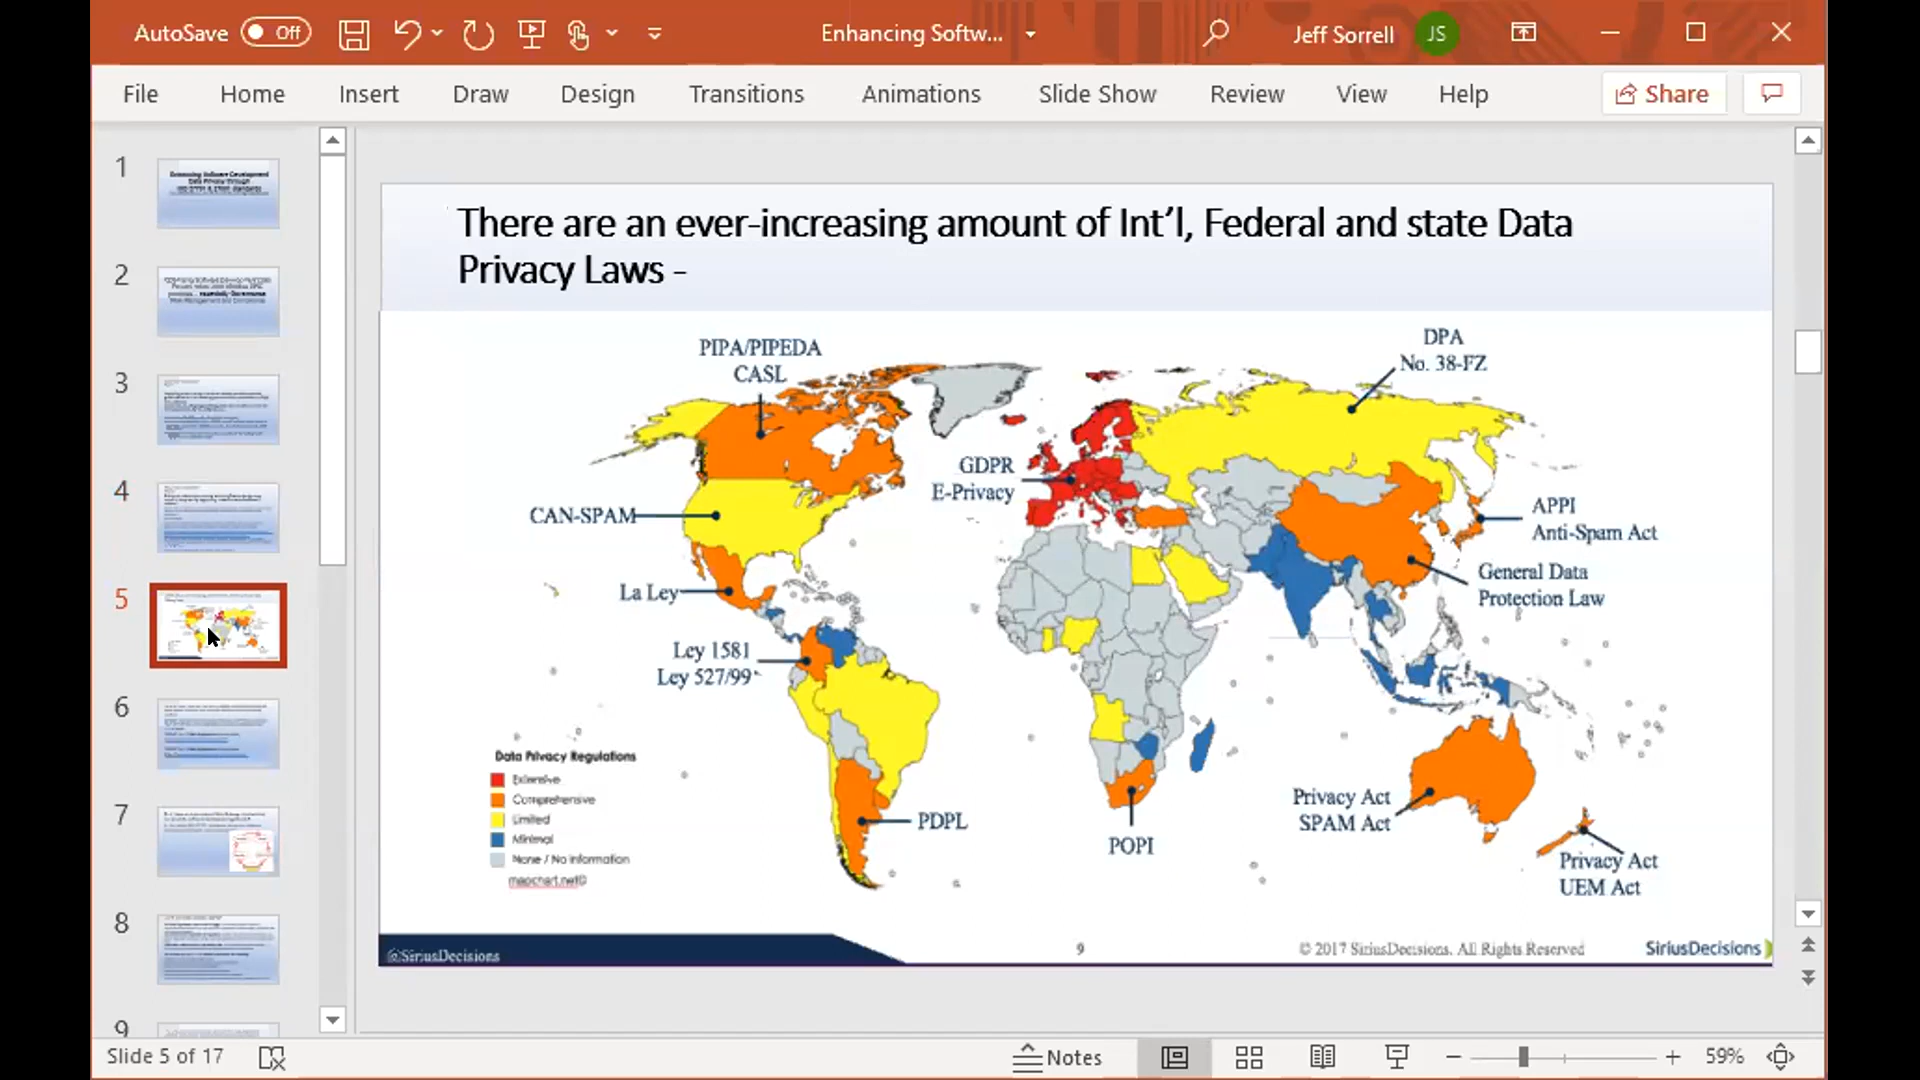 AutoSave Off Enhancing Softw... Jeff Sorrell JS
File Home Insert Draw Design Transitions Animations Slide Show Review View Help Share
1
2
3
4
5
6
7
8
9
There are an ever-increasing amount of Int'l, Federal and state Data
Privacy Laws -
PIPA/PIPEDA
CASL
DPA
No. 38-FZ
GDPR
E-Privacy
CAN-SPAM
APPI
Anti-Spam Act
General Data
Protection Law
La Ley
Ley 1581
Ley 527/99
PDPL
POPI
Privacy Act
SPAM Act
Privacy Act
UEM Act
Data Privacy Regulations
Extensive
Comprehensive
Limited
Minimal
None / No information
mapchart.net©
@SiriusDecisions
9
© 2017 SiriusDecisions. All Rights Reserved
SiriusDecisions
Slide 5 of 17 Notes 59%